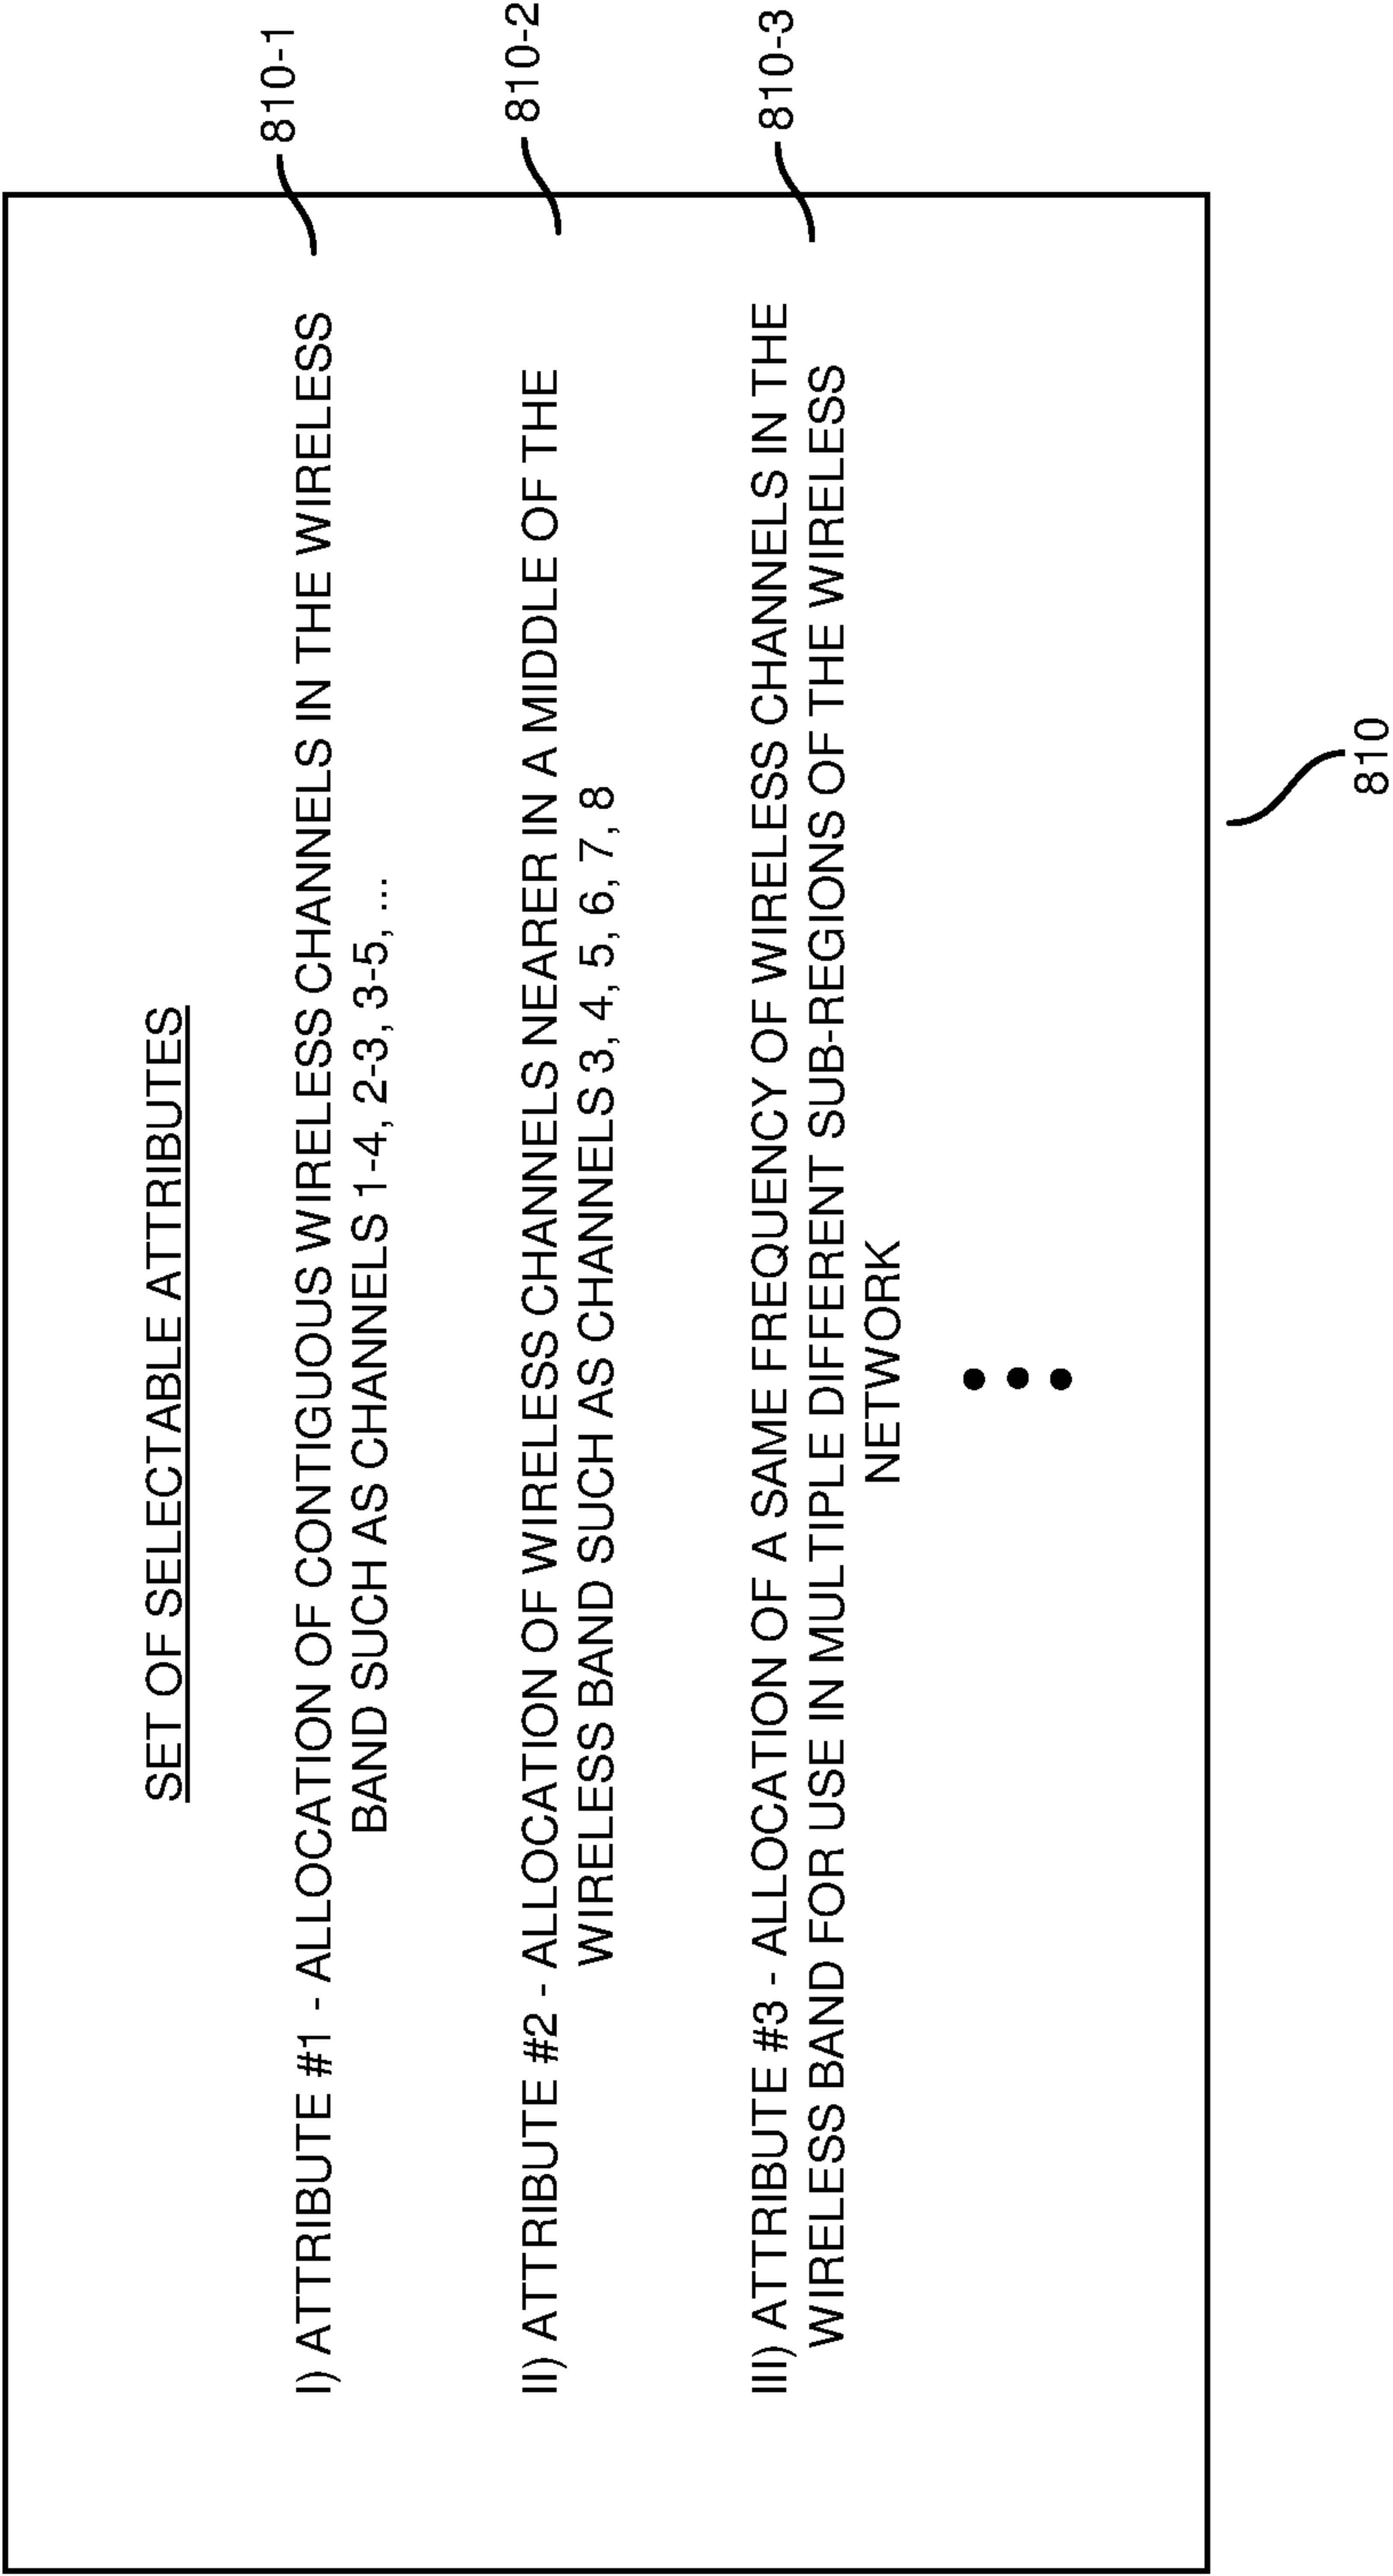 SET OF SELECTABLE ATTRIBUTES
I) ATTRIBUTE #1 - ALLOCATION OF CONTIGUOUS WIRELESS CHANNELS IN THE WIRELESS
BAND SUCH AS CHANNELS 1-4, 2-3, 3-5, ...
810-1
II) ATTRIBUTE #2 - ALLOCATION OF WIRELESS CHANNELS NEARER IN A MIDDLE OF THE
WIRELESS BAND SUCH AS CHANNELS 3, 4, 5, 6, 7, 8
810-2
III) ATTRIBUTE #3 - ALLOCATION OF A SAME FREQUENCY OF WIRELESS CHANNELS IN THE
WIRELESS BAND FOR USE IN MULTIPLE DIFFERENT SUB-REGIONS OF THE WIRELESS
NETWORK
810-3
810